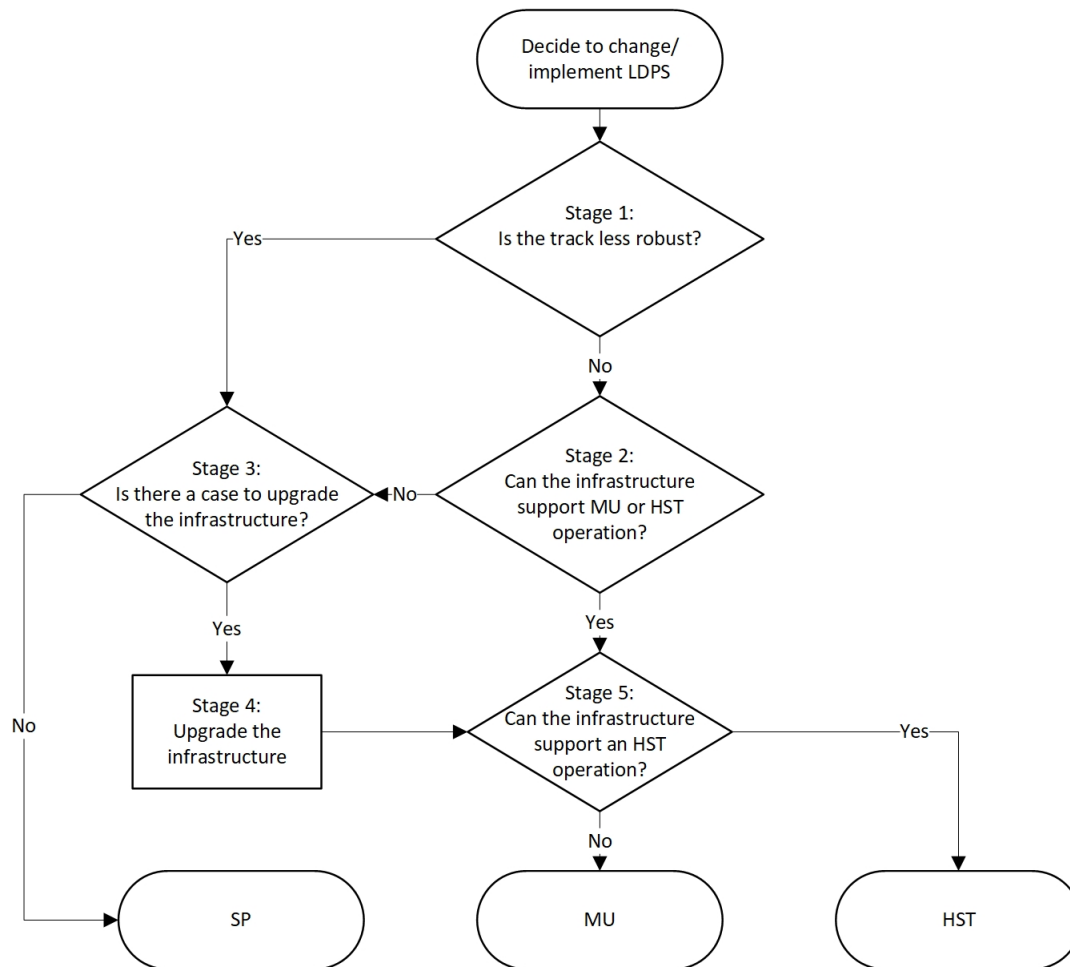 Decide to change/
implement LDPS
Stage 1:
Is the track less robust?
Yes
No
Stage 3:
Is there a case to upgrade
the infrastructure?
No
Stage 2:
Can the infrastructure
support MU or HST
operation?
Yes
Yes
No
Stage 4:
Upgrade the
infrastructure
Stage 5:
Can the infrastructure
support an HST
operation?
Yes
No
SP
MU
HST